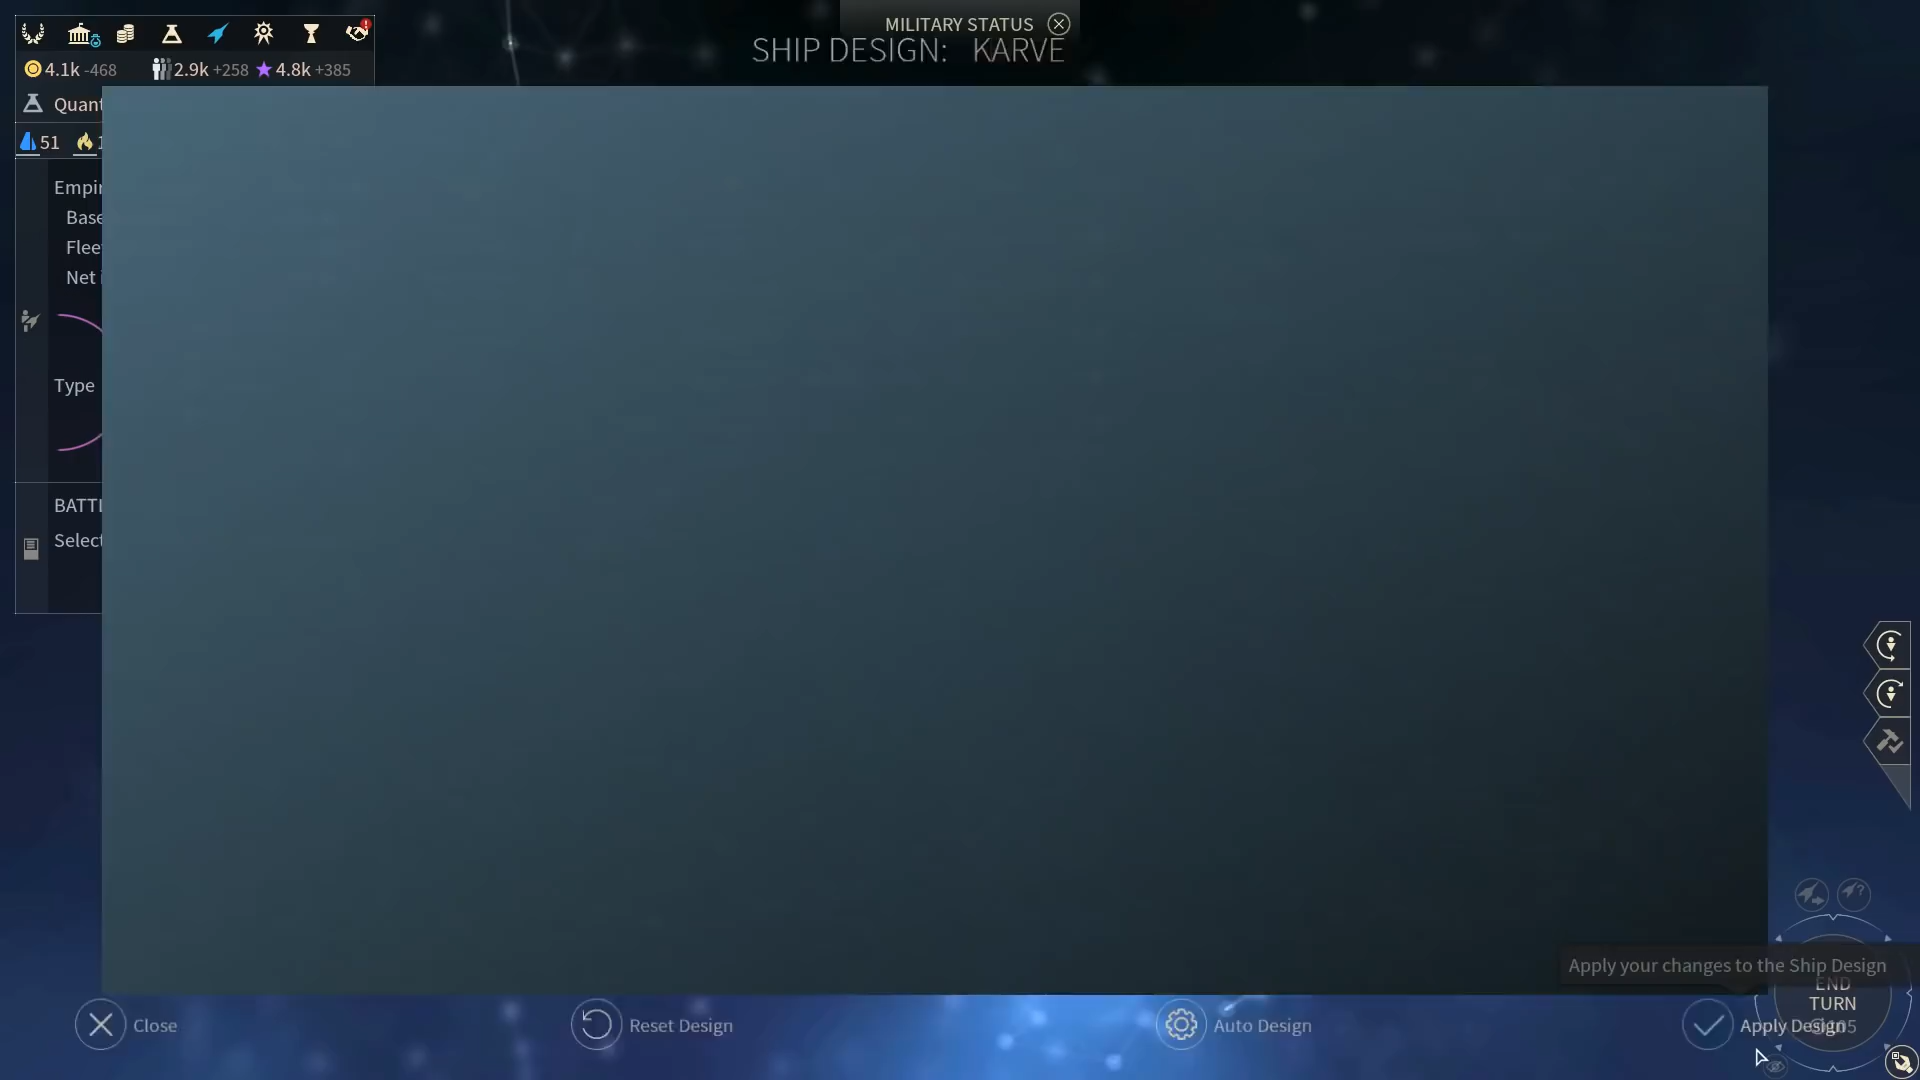 MILITARY STATUS
SHIP DESIGN: KARVE
4.1k -468 2.9k +258 4.8k +385
Quant
51
Empir
Base
Flee
Net
Type
BATTL
Select
Apply your changes to the Ship Design
END
TURN
Close
Reset Design
Auto Design
Apply Design